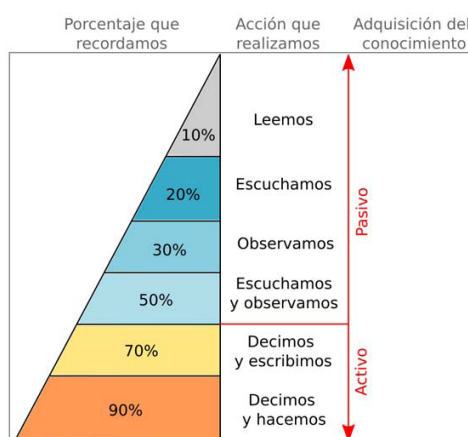 Porcentaje que
recordamos
Acción que
realizamos
Adquisición del
conocimiento
10%
Leemos
20%
Escuchamos
30%
Observamos
50%
Escuchamos
y observamos
70%
Decimos
y escribimos
90%
Decimos
y hacemos
Pasivo
Activo